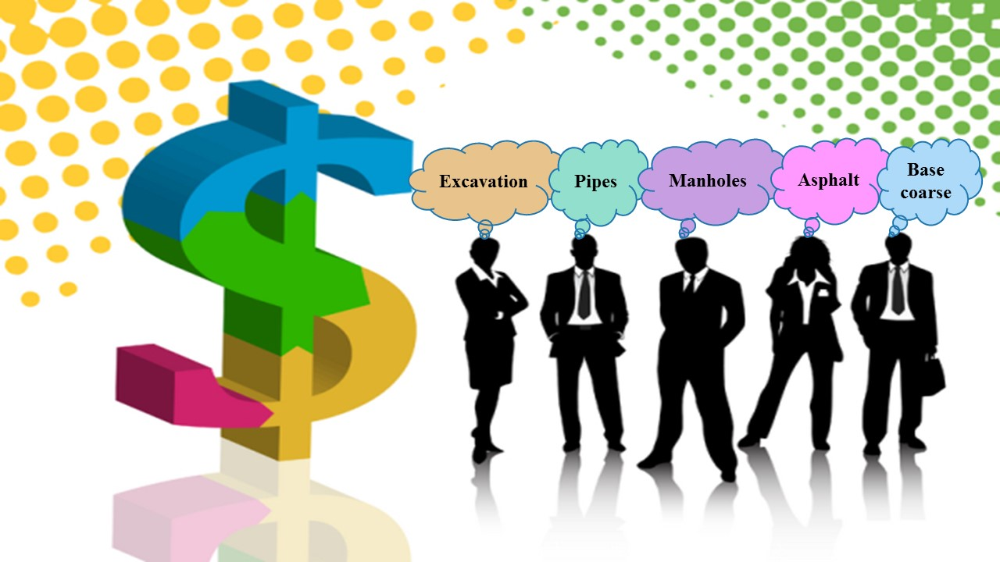 Excavation
Pipes
Manholes
Asphalt
Base
coarse